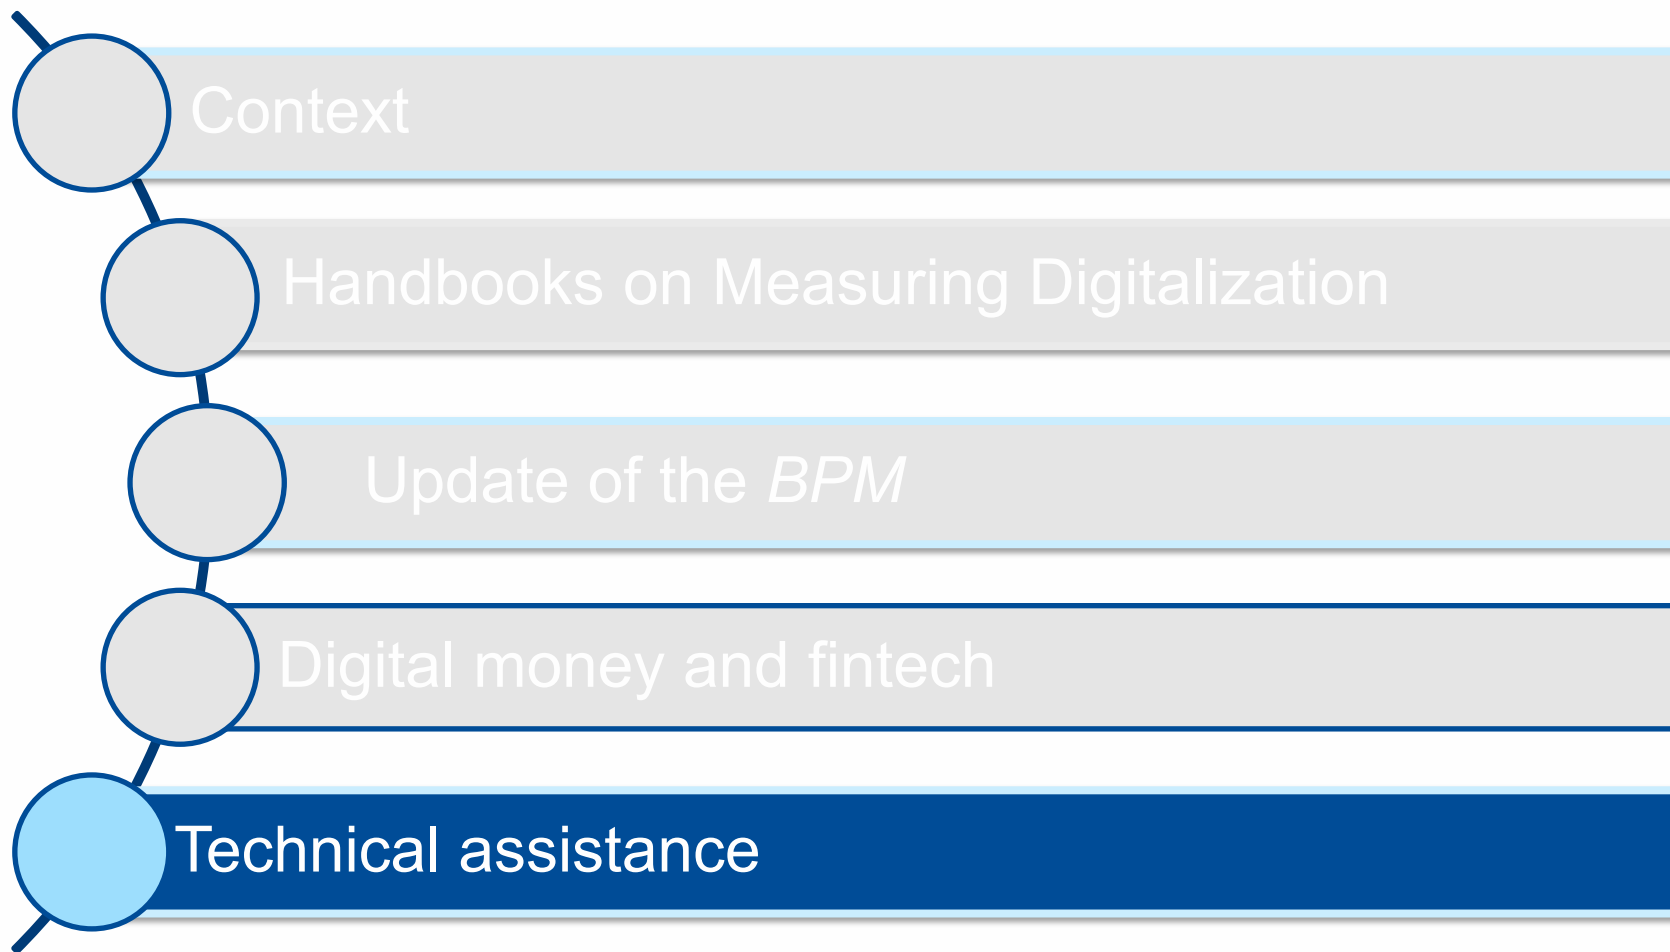 Context
Handbooks on Measuring Digitalization
Update of the BPM
Digital money and fintech
Technical assistance